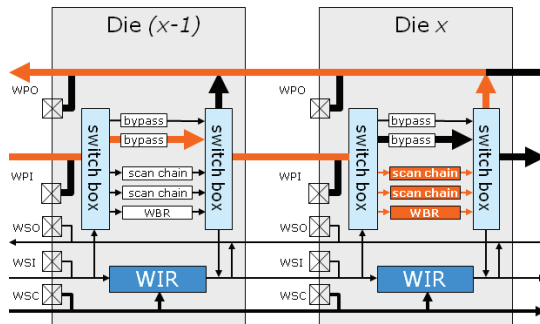 Die (x-1)
Die x
WPO
bypass
bypass
switch box
switch box
WPI
scan chain
scan chain
WBR
WSO
WSI
WIR
WSC
WPO
bypass
bypass
switch box
switch box
WPI
scan chain
scan chain
WBR
WSO
WSI
WIR
WSC